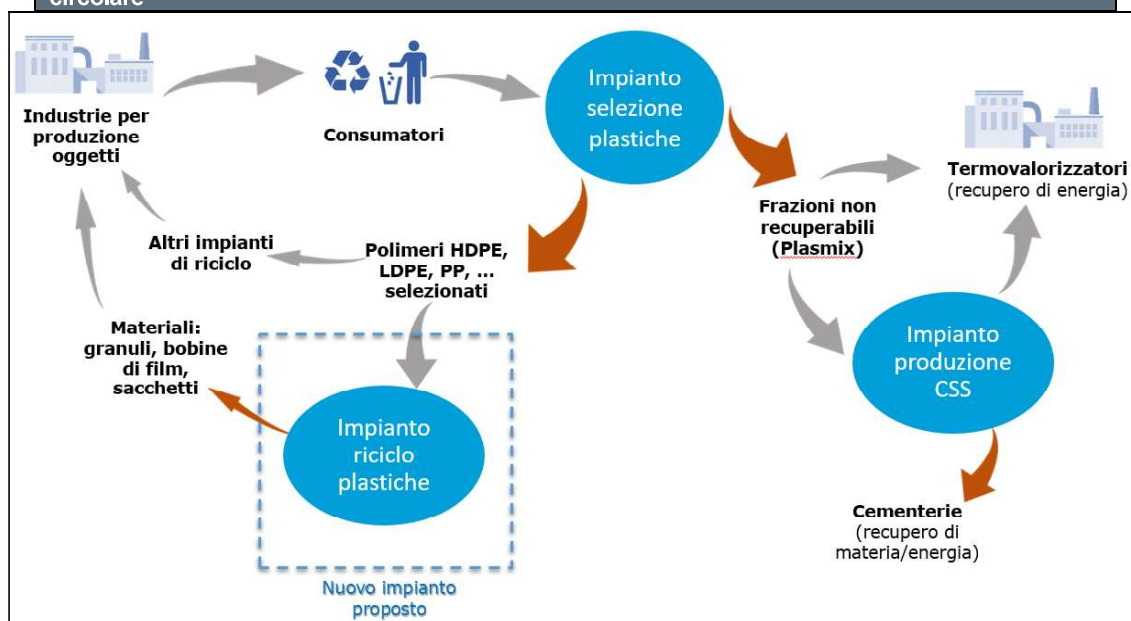 circolare
Industrie per
produzione
oggetti
Consumatori
Impianto
selezione
plastiche
Termovalorizzatori
(recupero di energia)
Frazioni non
recuperabili
(Plasmix)
Altri impianti
di riciclo
Polimeri HDPE,
LDPE, PP, ...
selezionati
Materiali:
granuli, bobine
di film,
sacchetti
Impianto
riciclo
plastiche
Impianto
produzione
CSS
Cementerie
(recupero di
materia/energia)
Nuovo impianto
proposto